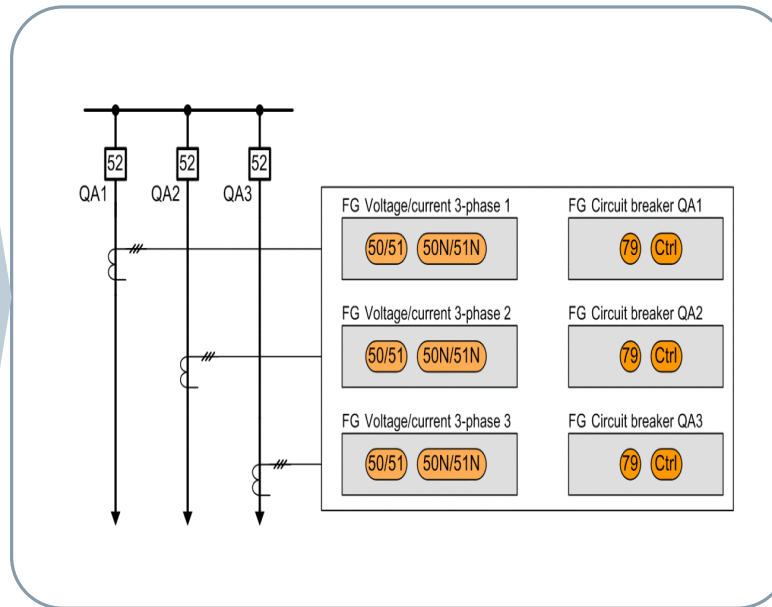 52 52 52
QA1 QA2 QA3
FG Voltage/current 3-phase 1 FG Circuit breaker QA1
50/51 50N/51N 79 Ctrl
FG Voltage/current 3-phase 2 FG Circuit breaker QA2
50/51 50N/51N 79 Ctrl
FG Voltage/current 3-phase 3 FG Circuit breaker QA3
50/51 50N/51N 79 Ctrl